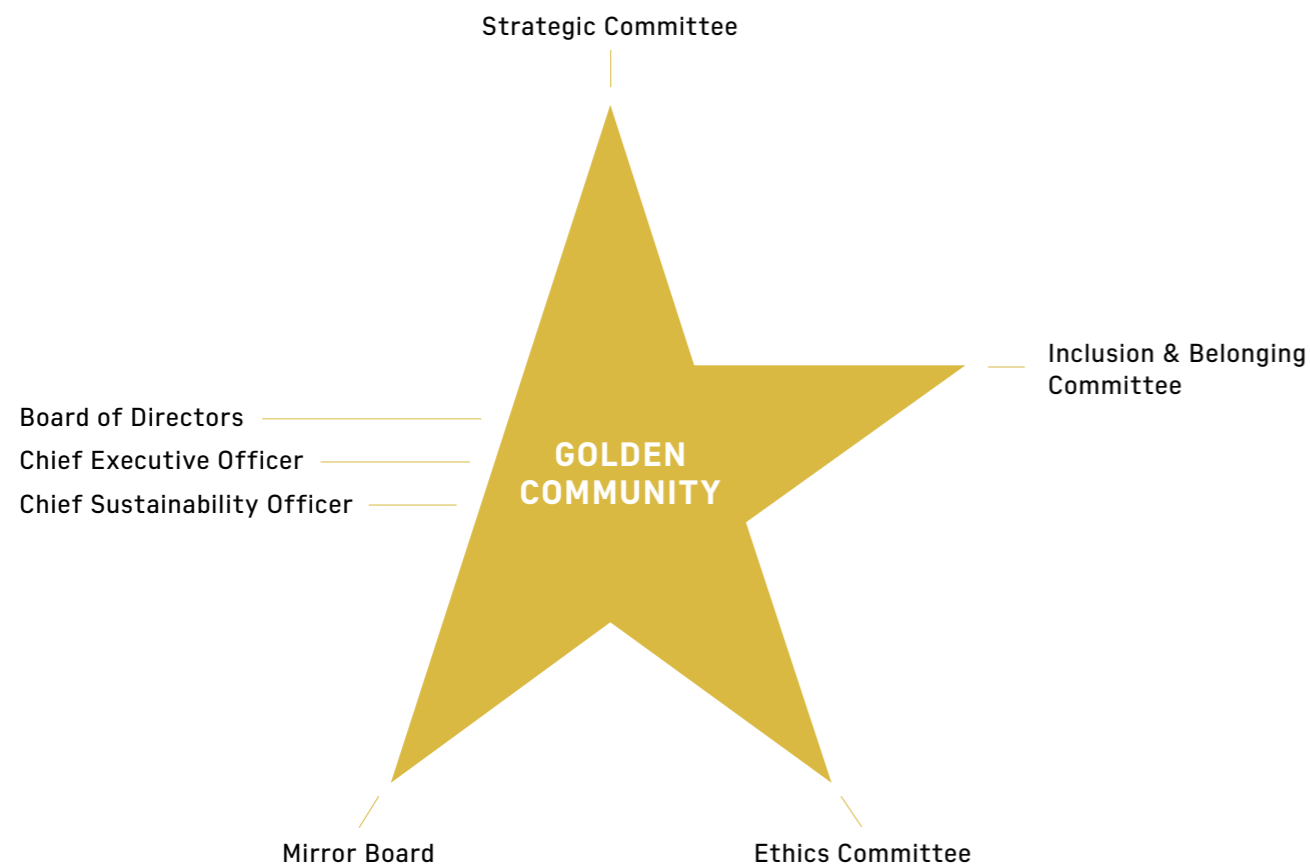 Strategic Committee
Inclusion & Belonging
Committee
Board of Directors
Chief Executive Officer
Chief Sustainability Officer
GOLDEN
COMMUNITY
Mirror Board
Ethics Committee